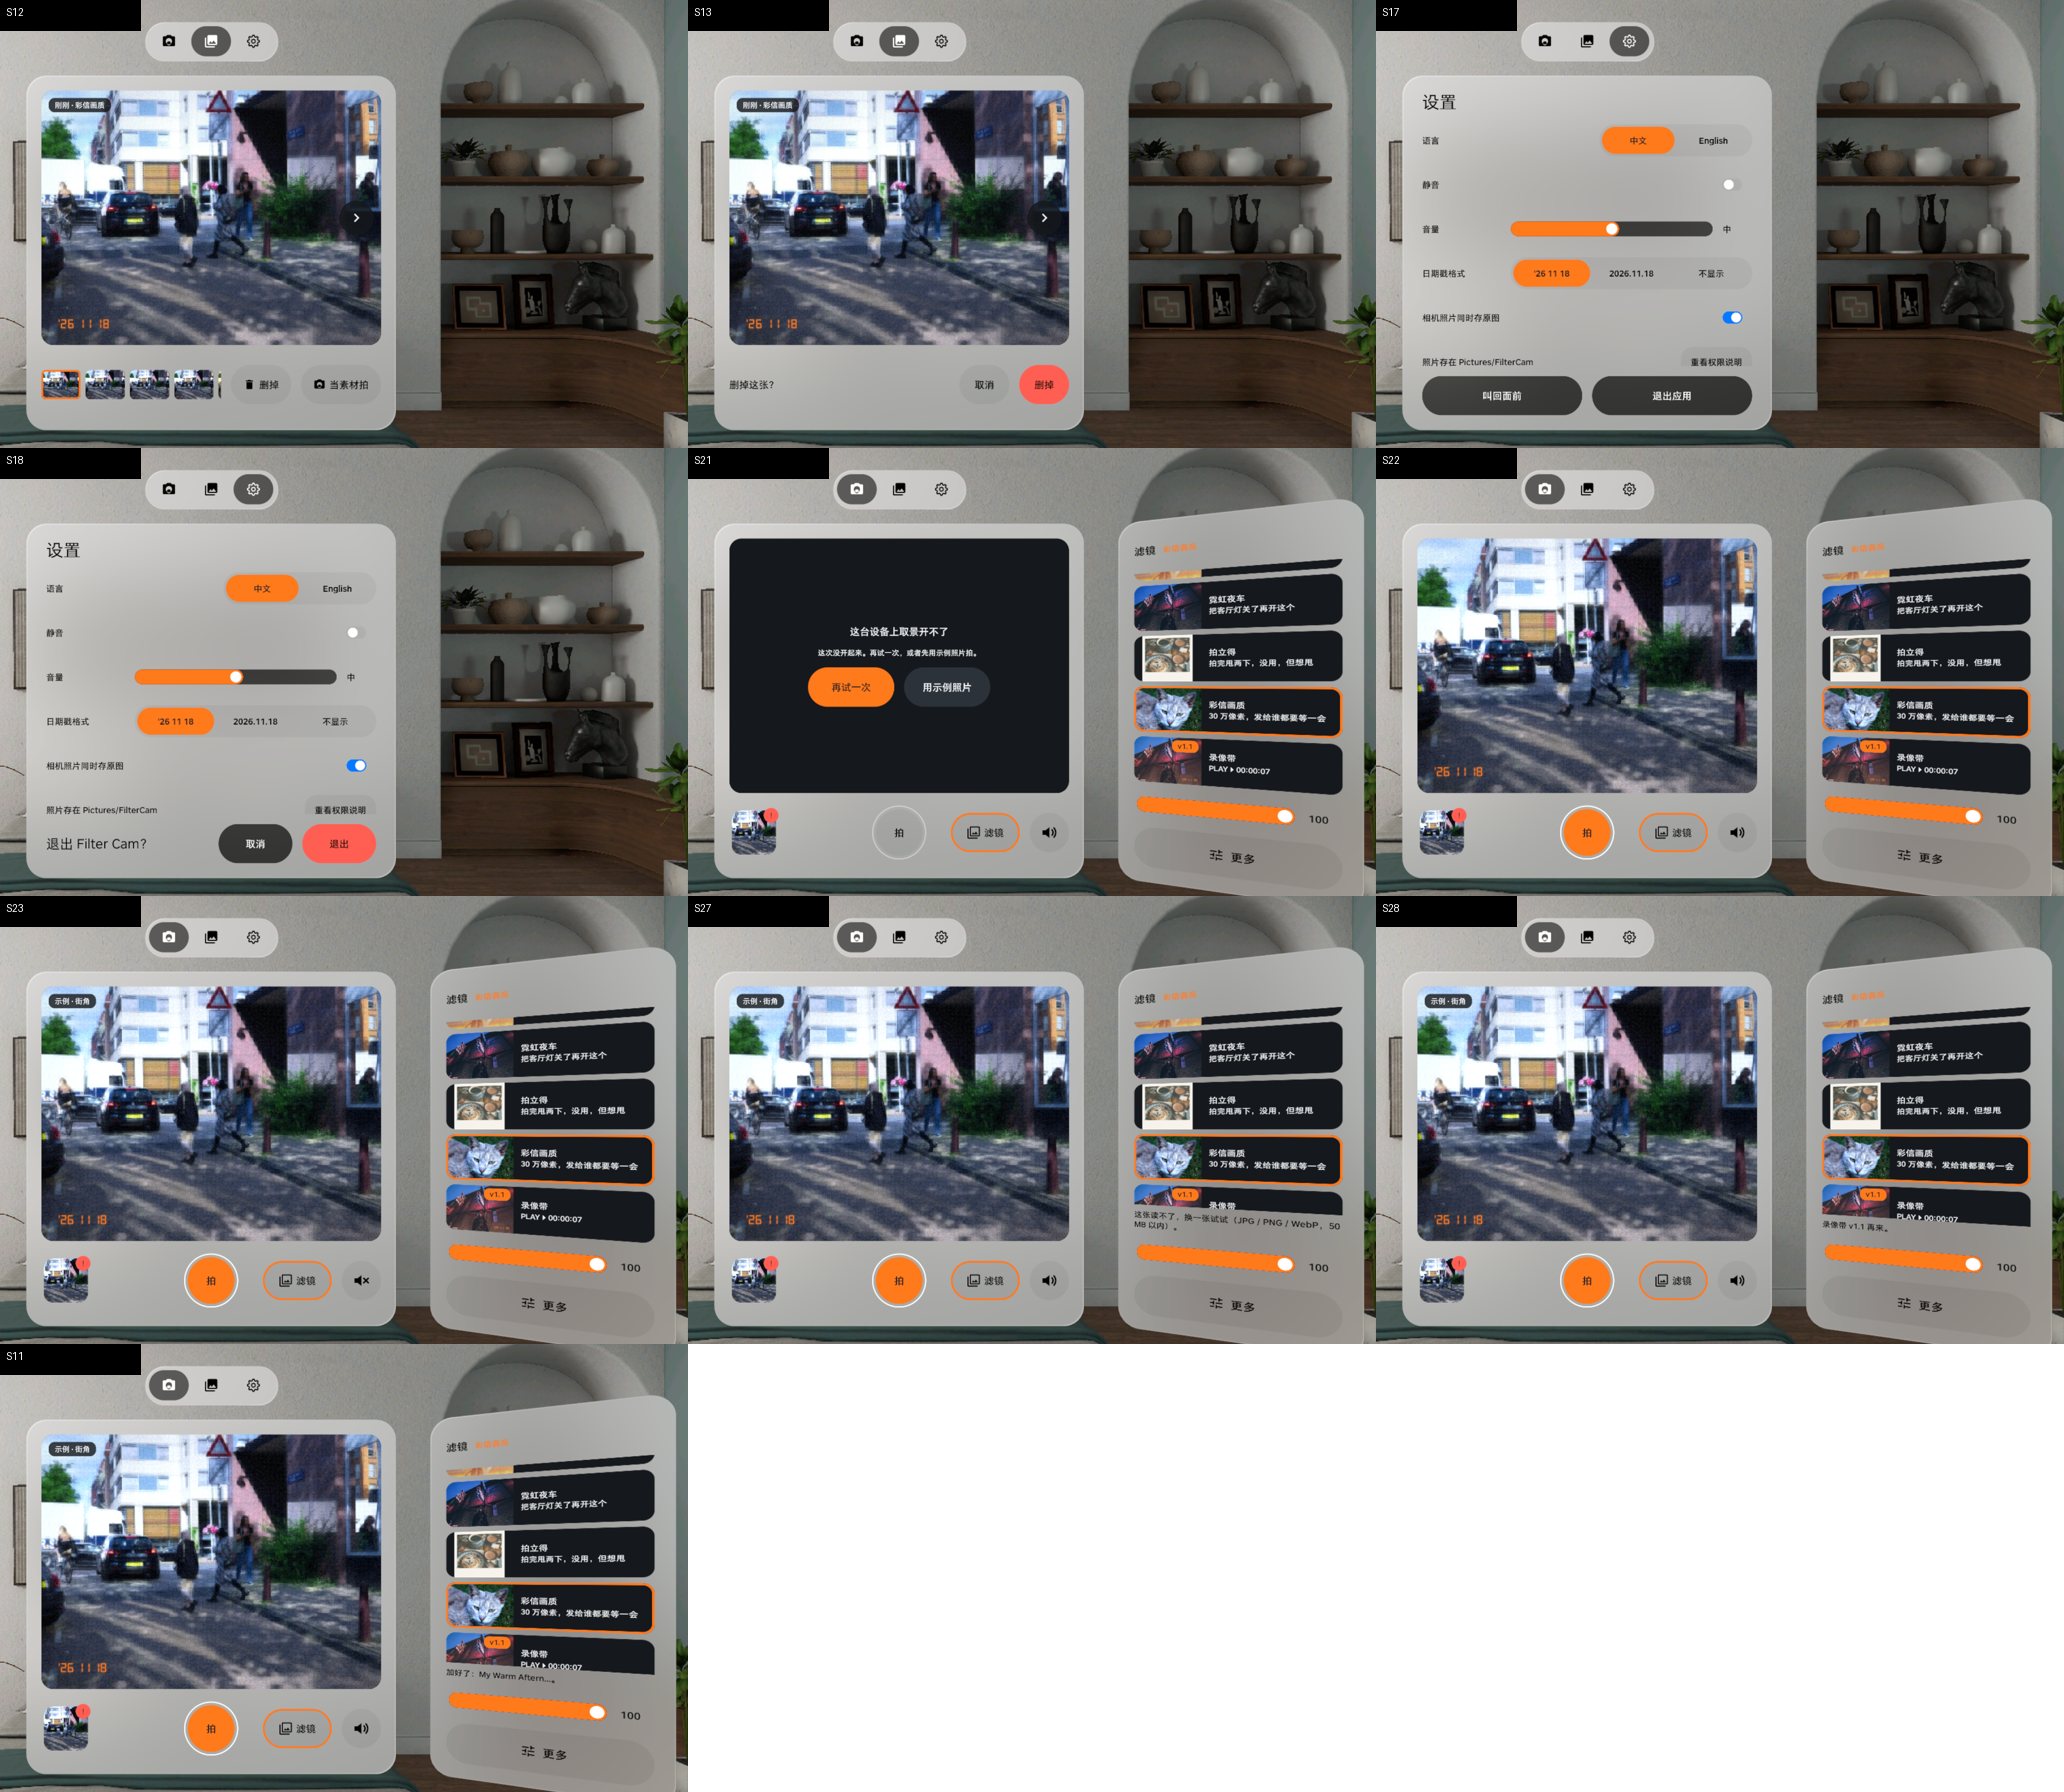 S12
刚刚·彩信画质
'26 11 18
删掉
当素材拍
S13
刚刚·彩信画质
'26 11 18
删掉这张？
取消
删掉
S17
设置
语言
中文
English
静音
音量
中
日期戳格式
'26 11 18
2026.11.18
不显示
相机照片同时存原图
照片存在 Pictures/FilterCam
重看权限说明
叫回面前
退出应用
S18
设置
语言
中文
English
静音
音量
中
日期戳格式
'26 11 18
2026.11.18
不显示
相机照片同时存原图
照片存在 Pictures/FilterCam
重看权限说明
退出 Filter Cam?
取消
退出
S21
这台设备上取景开不了
这次没开起来。再试一次，或者先用示例照片拍。
再试一次
用示例照片
拍
滤镜
滤镜 彩信画质
霓虹夜车
把客厅灯关了再开这个
拍立得
拍完甩两下，没用，但想甩
彩信画质
30 万像素，发给谁都要等一会
v1.1
录像带
PLAY ▶ 00:00:07
100
更多
S22
'26 11 18
拍
滤镜
滤镜 彩信画质
霓虹夜车
把客厅灯关了再开这个
拍立得
拍完甩两下，没用，但想甩
彩信画质
30 万像素，发给谁都要等一会
v1.1
录像带
PLAY ▶ 00:00:07
100
更多
S23
示例·街角
'26 11 18
拍
滤镜
滤镜 彩信画质
霓虹夜车
把客厅灯关了再开这个
拍立得
拍完甩两下，没用，但想甩
彩信画质
30 万像素，发给谁都要等一会
v1.1
录像带
PLAY ▶ 00:00:07
100
更多
S27
示例·街角
'26 11 18
拍
滤镜
滤镜 彩信画质
霓虹夜车
把客厅灯关了再开这个
拍立得
拍完甩两下，没用，但想甩
彩信画质
30 万像素，发给谁都要等一会
v1.1
录像带
PLAY ▶ 00:00:07
这张读不了，换一张试试（JPG / PNG / WebP，50
MB 以内）。
100
更多
S28
示例·街角
'26 11 18
拍
滤镜
滤镜 彩信画质
霓虹夜车
把客厅灯关了再开这个
拍立得
拍完甩两下，没用，但想甩
彩信画质
30 万像素，发给谁都要等一会
v1.1
录像带
PLAY ▶ 00:00:07
录像带 v1.1 再来。
100
更多
S11
示例·街角
'26 11 18
拍
滤镜
滤镜 彩信画质
霓虹夜车
把客厅灯关了再开这个
拍立得
拍完甩两下，没用，但想甩
彩信画质
30 万像素，发给谁都要等一会
v1.1
录像带
PLAY ▶ 00:00:07
加好了：My Warm Aftern...。
100
更多